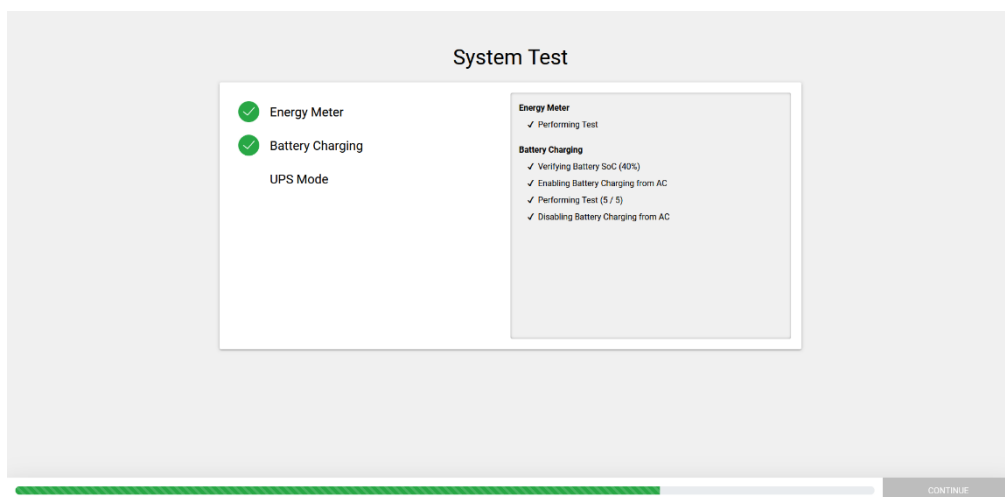 System Test
Energy Meter
Battery Charging
UPS Mode
Energy Meter
✓ Performing Test
Battery Charging
✓ Verifying Battery SoC (40%)
✓ Enabling Battery Charging from AC
✓ Performing Test (5 / 5)
✓ Disabling Battery Charging from AC
CONTINUE